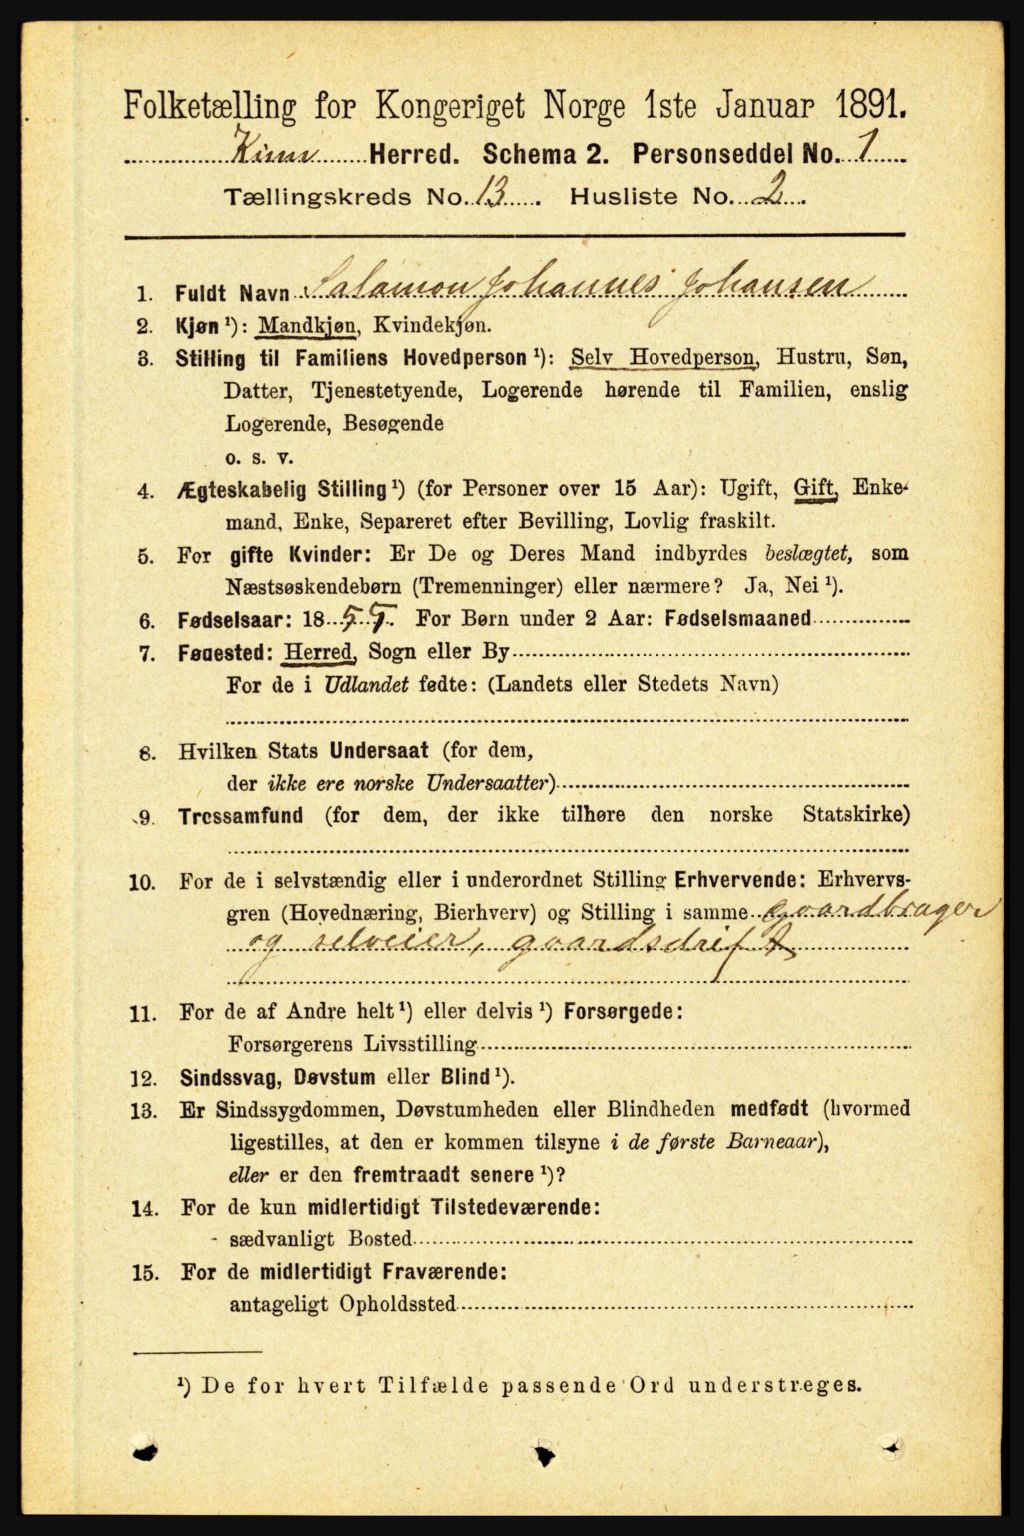 Folketælling for Kongeriget Norge 1ste Januar 1891.
Kinn Herred. Schema 2. Personseddel No. 1
Tællingskreds No. 13. Husliste No. 2.
1. Fuldt Navn Salamon Johannes Johansen
2. Kjøn ¹): Mandkjøn, Kvindekjøn.
3. Stilling til Familiens Hovedperson ¹): Selv Hovedperson, Hustru, Søn,
Datter, Tjenestetyende, Logerende hørende til Familien, enslig
Logerende, Besøgende
o. s. v.
4. Ægteskabelig Stilling ¹) (for Personer over 15 Aar): Ugift, Gift, Enke-
mand, Enke, Separeret efter Bevilling, Lovlig fraskilt.
5. For gifte Kvinder: Er De og Deres Mand indbyrdes beslægtet, som
Næstsøskendebørn (Tremenninger) eller nærmere? Ja, Nei ¹).
6. Fødselsaar: 1855. For Børn under 2 Aar: Fødselsmaaned
7. Føuested: Herred, Sogn eller By
For de i Udlandet fødte: (Landets eller Stedets Navn)
8. Hvilken Stats Undersaat (for dem,
der ikke ere norske Undersaatter)
9. Trossamfund (for dem, der ikke tilhøre den norske Statskirke)
10. For de i selvstændig eller i underordnet Stilling Erhvervende: Erhvervs-
gren (Hovednæring, Bierhverv) og Stilling i samme gaardbrager
og selveier, gaardsdrift
11. For de af Andre helt ¹) eller delvis ¹) Forsørgede:
Forsørgerens Livsstilling
12. Sindssvag, Døvstum eller Blind ¹).
13. Er Sindssygdommen, Døvstumheden eller Blindheden medfødt (hvormed
ligestilles, at den er kommen tilsyne i de første Barneaar),
eller er den fremtraadt senere ¹)?
14. For de kun midlertidigt Tilstedeværende:
sædvanligt Bosted
15. For de midlertidigt Fraværende:
antageligt Opholdssted
¹) De for hvert Tilfælde passende Ord understreges.